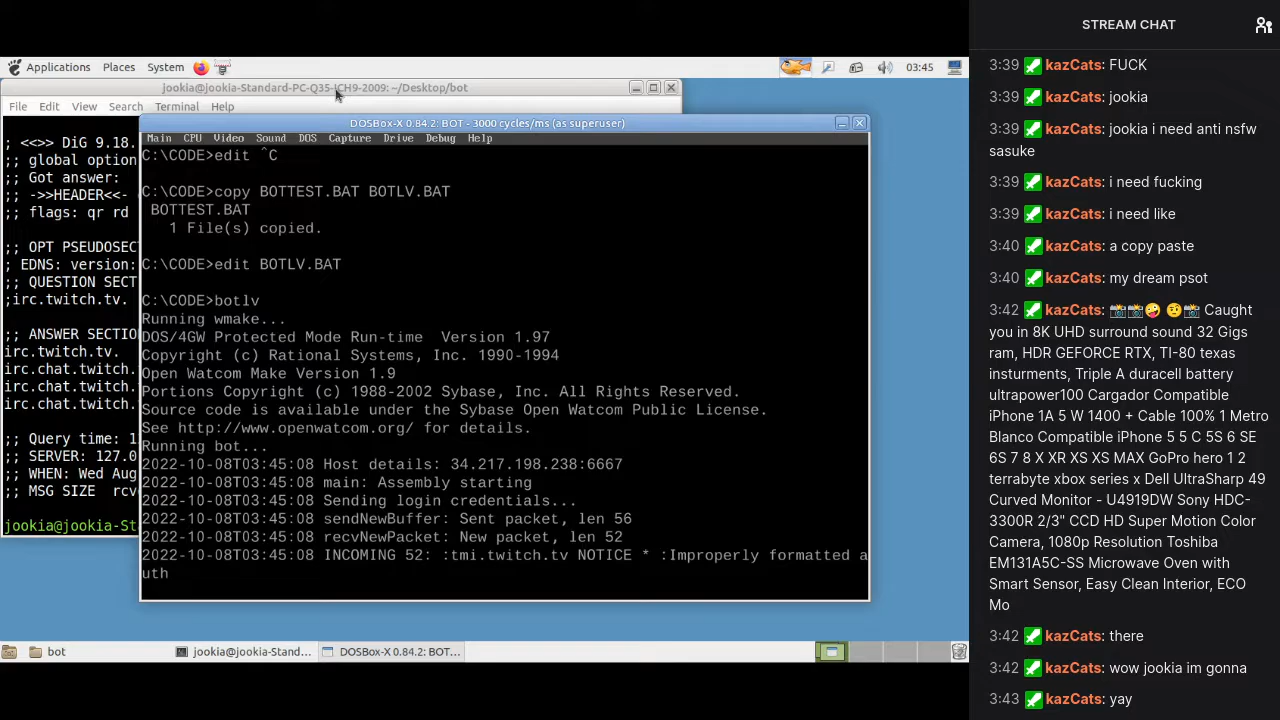 Applications Places System 03:45
jookia@jookia-Standard-PC-Q35-ICH9-2009: ~/Desktop/bot
File Edit View Search Terminal Help
; <<>> DiG 9.18.
;; global option
;; Got answer:
;; ->>HEADER<<- o
;; flags: qr rd
;; OPT PSEUDOSEC
; EDNS: version:
;; QUESTION SECT
;irc.twitch.tv.
;; ANSWER SECTIO
irc.twitch.tv.
irc.chat.twitch.
irc.chat.twitch.
irc.chat.twitch.
;; Query time: 1
;; SERVER: 127.0
;; WHEN: Wed Aug
;; MSG SIZE rcv
jookia@jookia-St
DOSBox-X 0.84.2: BOT - 3000 cycles/ms (as superuser)
Main CPU Video Sound DOS Capture Drive Debug Help
C:\CODE>edit ^C
C:\CODE>copy BOTTEST.BAT BOTLV.BAT
BOTTEST.BAT
1 File(s) copied.
C:\CODE>edit BOTLV.BAT
C:\CODE>botlv
Running wmake...
DOS/4GW Protected Mode Run-time Version 1.97
Copyright (c) Rational Systems, Inc. 1990-1994
Open Watcom Make Version 1.9
Portions Copyright (c) 1988-2002 Sybase, Inc. All Rights Reserved.
Source code is available under the Sybase Open Watcom Public License.
See http://www.openwatcom.org/ for details.
Running bot...
2022-10-08T03:45:08 Host details: 34.217.198.238:6667
2022-10-08T03:45:08 main: Assembly starting
2022-10-08T03:45:08 Sending login credentials...
2022-10-08T03:45:08 sendNewBuffer: Sent packet, len 56
2022-10-08T03:45:08 recvNewPacket: New packet, len 52
2022-10-08T03:45:08 INCOMING 52: :tmi.twitch.tv NOTICE * :Improperly formatted a
uth
bot
jookia@jookia-Stand...
DOSBox-X 0.84.2: BOT...
STREAM CHAT
3:39 kazCats: FUCK
3:39 kazCats: jookia
3:39 kazCats: jookia i need anti nsfw
sasuke
3:39 kazCats: i need fucking
3:39 kazCats: i need like
3:40 kazCats: a copy paste
3:40 kazCats: my dream psot
3:42 kazCats: 📸📸🤪 🤨📸 Caught
you in 8K UHD surround sound 32 Gigs
ram, HDR GEFORCE RTX, TI-80 texas
insturments, Triple A duracell battery
ultrapower100 Cargador Compatible
iPhone 1A 5 W 1400 + Cable 100% 1 Metro
Blanco Compatible iPhone 5 5 C 5S 6 SE
6S 7 8 X XR XS XS MAX GoPro hero 1 2
terrabyte xbox series x Dell UltraSharp 49
Curved Monitor - U4919DW Sony HDC-
3300R 2/3" CCD HD Super Motion Color
Camera, 1080p Resolution Toshiba
EM131A5C-SS Microwave Oven with
Smart Sensor, Easy Clean Interior, ECO
Mo
3:42 kazCats: there
3:42 kazCats: wow jookia im gonna
3:43 kazCats: yay